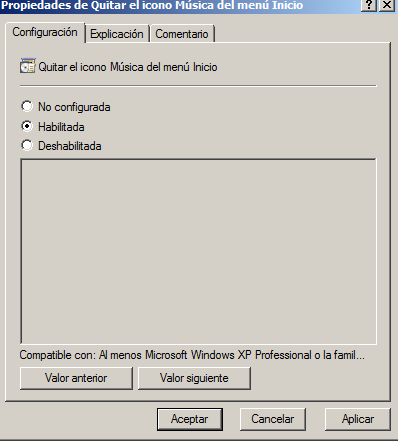 Propiedades de Quitar el icono Música del menú Inicio
Configuración Explicación Comentario
Quitar el icono Música del menú Inicio
No configurada
Habilitada
Deshabilitada
Compatible con: Al menos Microsoft Windows XP Professional o la famil...
Valor anterior Valor siguiente
Aceptar Cancelar Aplicar